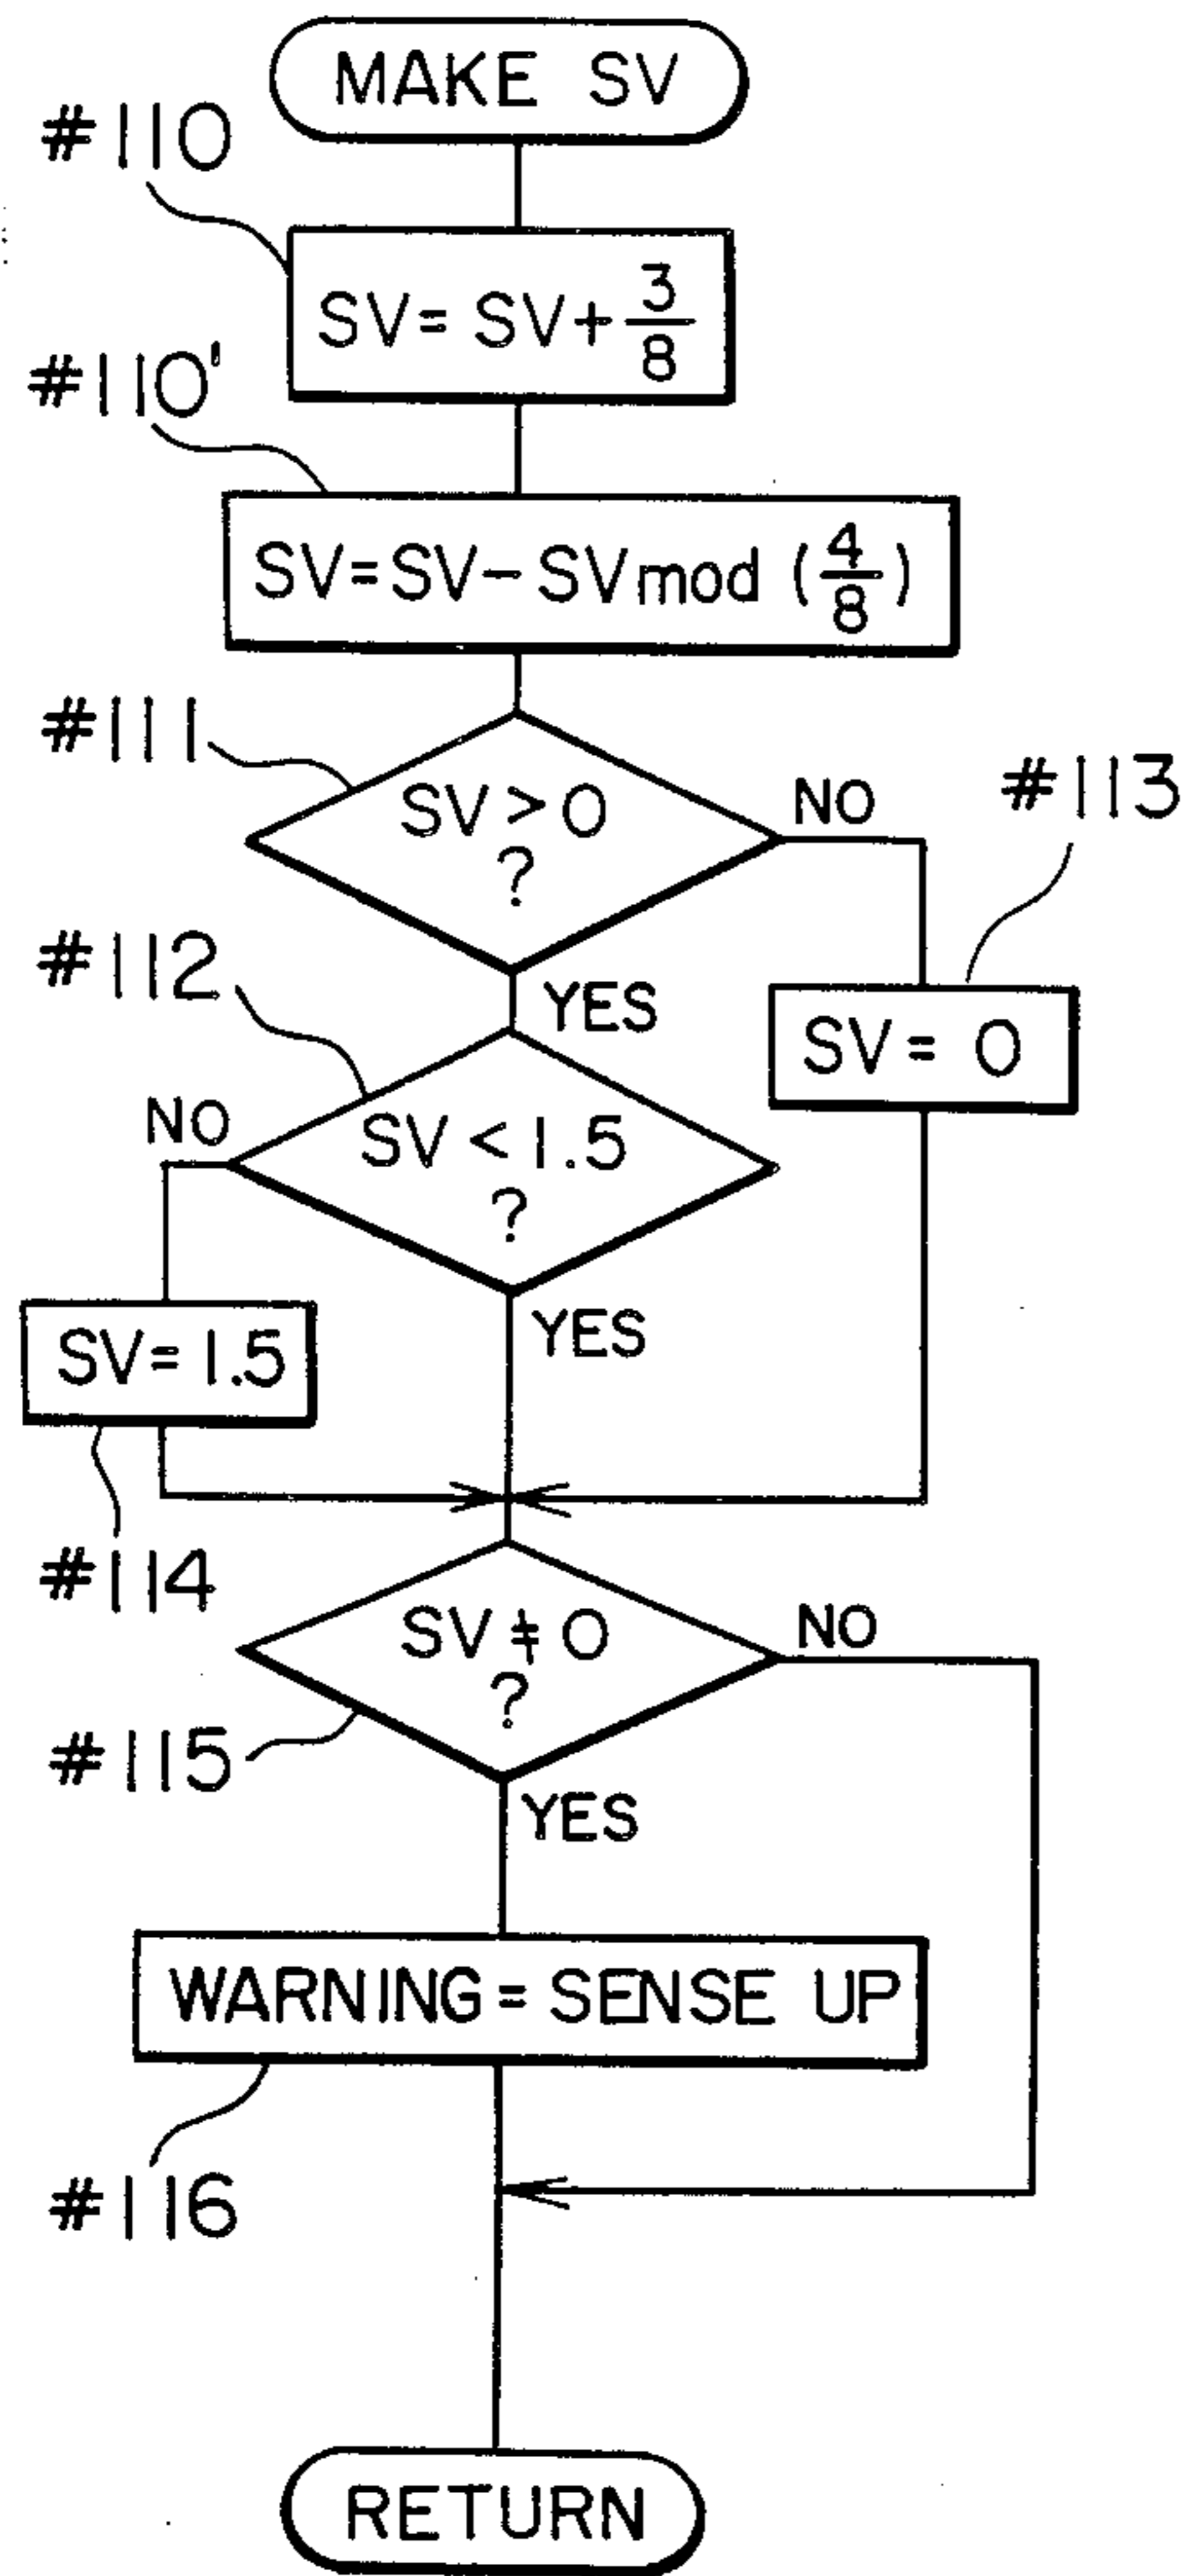 MAKE SV
#110
SV = SV + 3/8
#110'
SV = SV - SV mod (4/8)
#111
SV > 0
?
NO
#113
YES
#112
SV = 0
NO
SV < 1.5
?
YES
SV = 1.5
#114
SV ≠ 0
?
NO
#115
YES
WARNING = SENSE UP
#116
RETURN